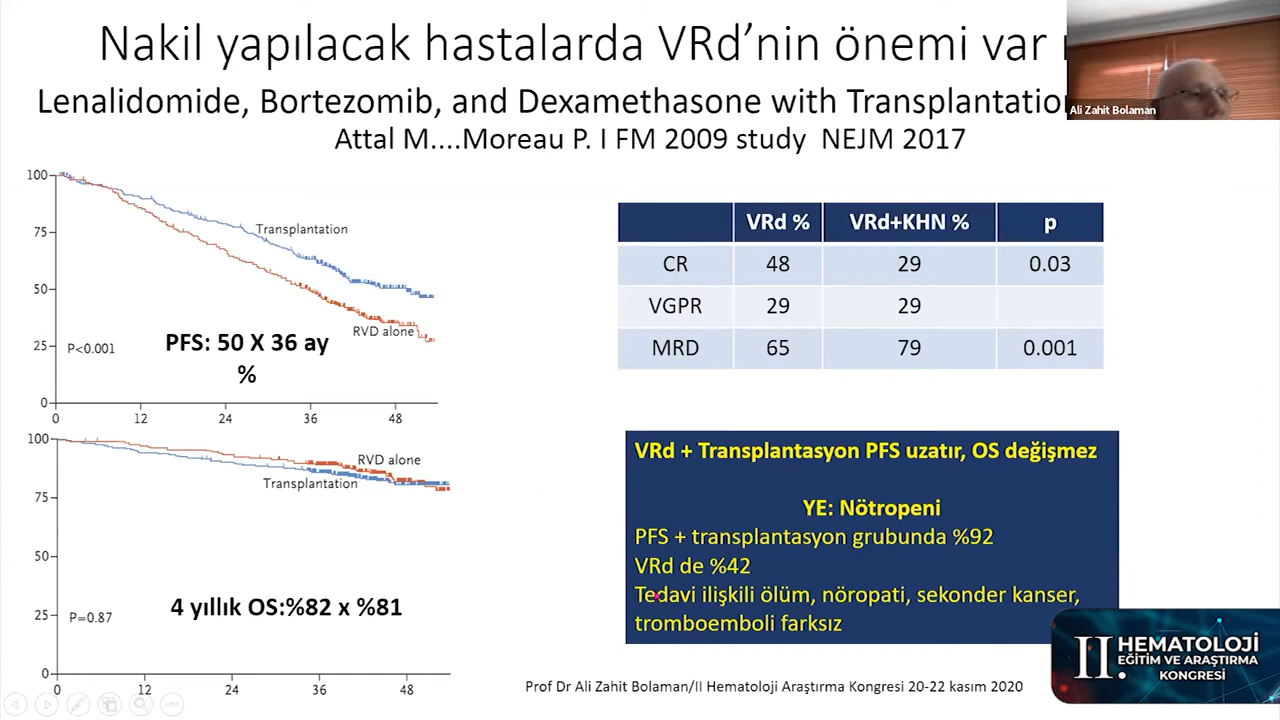 Nakil yapılacak hastalarda VRd’nin önemi var
Lenalidomide, Bortezomib, and Dexamethasone with Transplantation
Attal M....Moreau P. I FM 2009 study NEJM 2017
Ali Zahit Bolaman
100
75
50
25
0
Transplantation
RVD alone
P<0.001
PFS: 50 X 36 ay
%
0 12 24 36 48
VRd % VRd+KHN % p
CR 48 29 0.03
VGPR 29 29
MRD 65 79 0.001
100
75
50
25
0
RVD alone
Transplantation
P=0.87
4 yıllık OS:%82 x %81
0 12 24 36 48
VRd + Transplantasyon PFS uzatır, OS değişmez
YE: Nötropeni
PFS + transplantasyon grubunda %92
VRd de %42
Tedavi ilişkili ölüm, nöropati, sekonder kanser,
tromboemboli farksız
II. HEMATOLOJİ
EĞİTİM VE ARAŞTIRMA
KONGRESİ
Prof Dr Ali Zahit Bolaman/II Hematoloji Araştırma Kongresi 20-22 kasım 2020